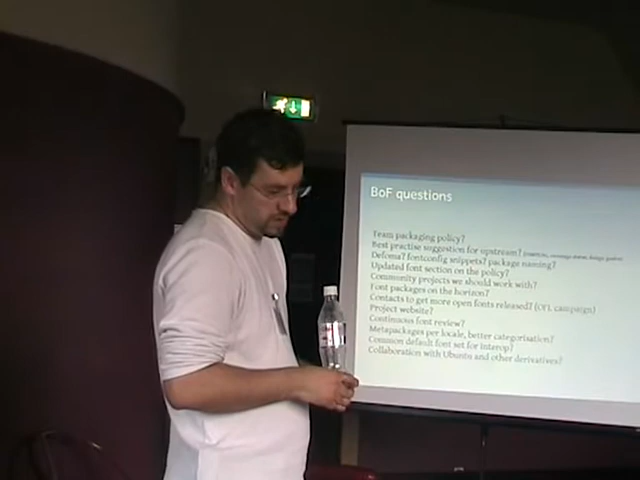 BoF questions
Team packaging policy?
Best practise suggestion for upstream?
Defoma? fontconfig snippets? package naming?
Updated font section on the policy?
Community projects we should work with?
Font packages on the horizon?
Contacts to get more open fonts released? (OFL campaign)
Project website?
Continuous font review?
Metapackages per locale, better categorisation?
Common default font set for interop?
Collaboration with Ubuntu and other derivatives?